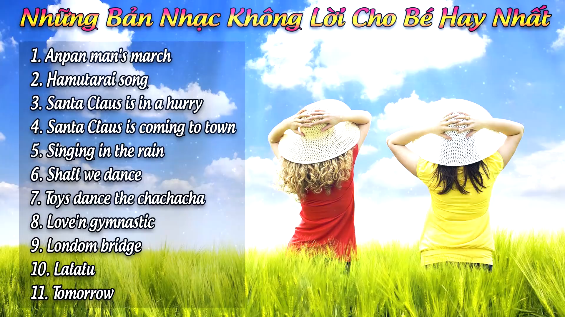 Những Bản Nhạc Không Lời Cho Bé Hay Nhất
1. Anpan man's march
2. Hamutarai song
3. Santa Claus is in a hurry
4. Santa Claus is coming to town
5. Singing in the rain
6. Shall we dance
7. Toys dance the chachacha
8. Love'n gymnastic
9. Londom bridge
10. Lalalu
11. Tomorrow